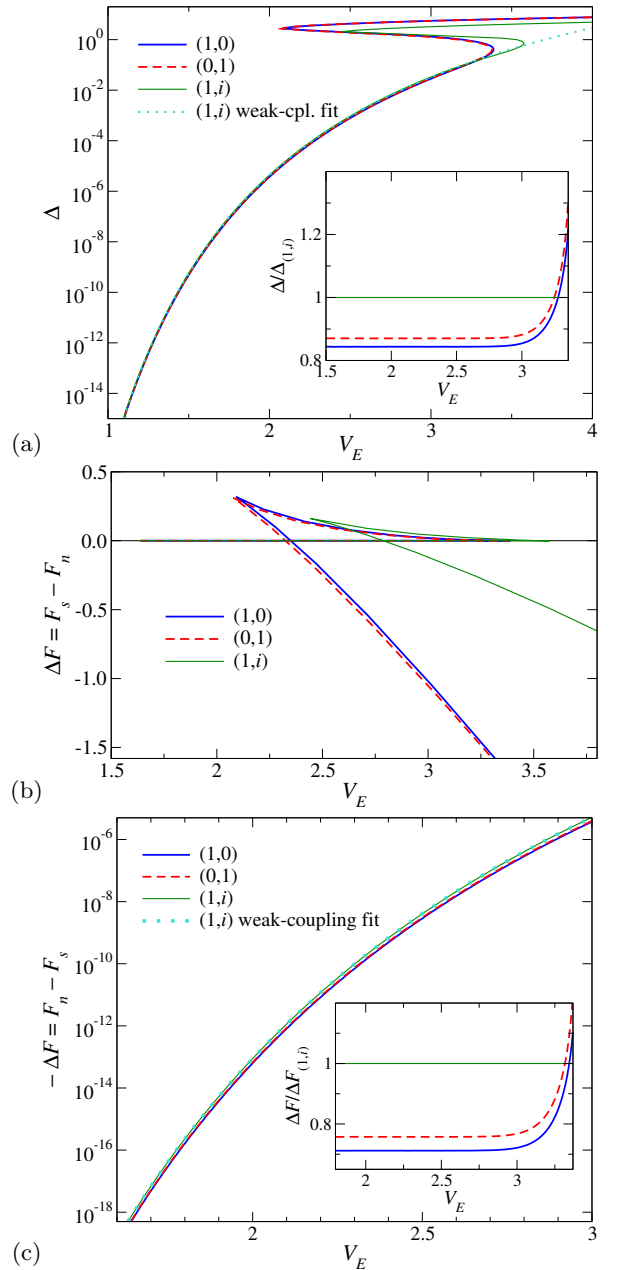 10^0
10^-2
10^-4
10^-6
10^-8
10^-10
10^-12
10^-14
Δ
(1,0)
(0,1)
(1,i)
(1,i) weak-cpl. fit
1.2
1
0.8
Δ/Δ(1,i)
1.5 2 2.5 3
V_E
1 2 3 4
V_E
(a)
0.5
0.0
-0.5
-1.0
-1.5
ΔF = F_s − F_n
(1,0)
(0,1)
(1,i)
1.5 2 2.5 3 3.5
V_E
(b)
10^-6
10^-8
10^-10
10^-12
10^-14
10^-16
10^-18
− ΔF = F_n − F_s
(1,0)
(0,1)
(1,i)
(1,i) weak-coupling fit
1
0.8
ΔF/ΔF(1,i)
2 2.5 3
V_E
2 2.5 3
V_E
(c)